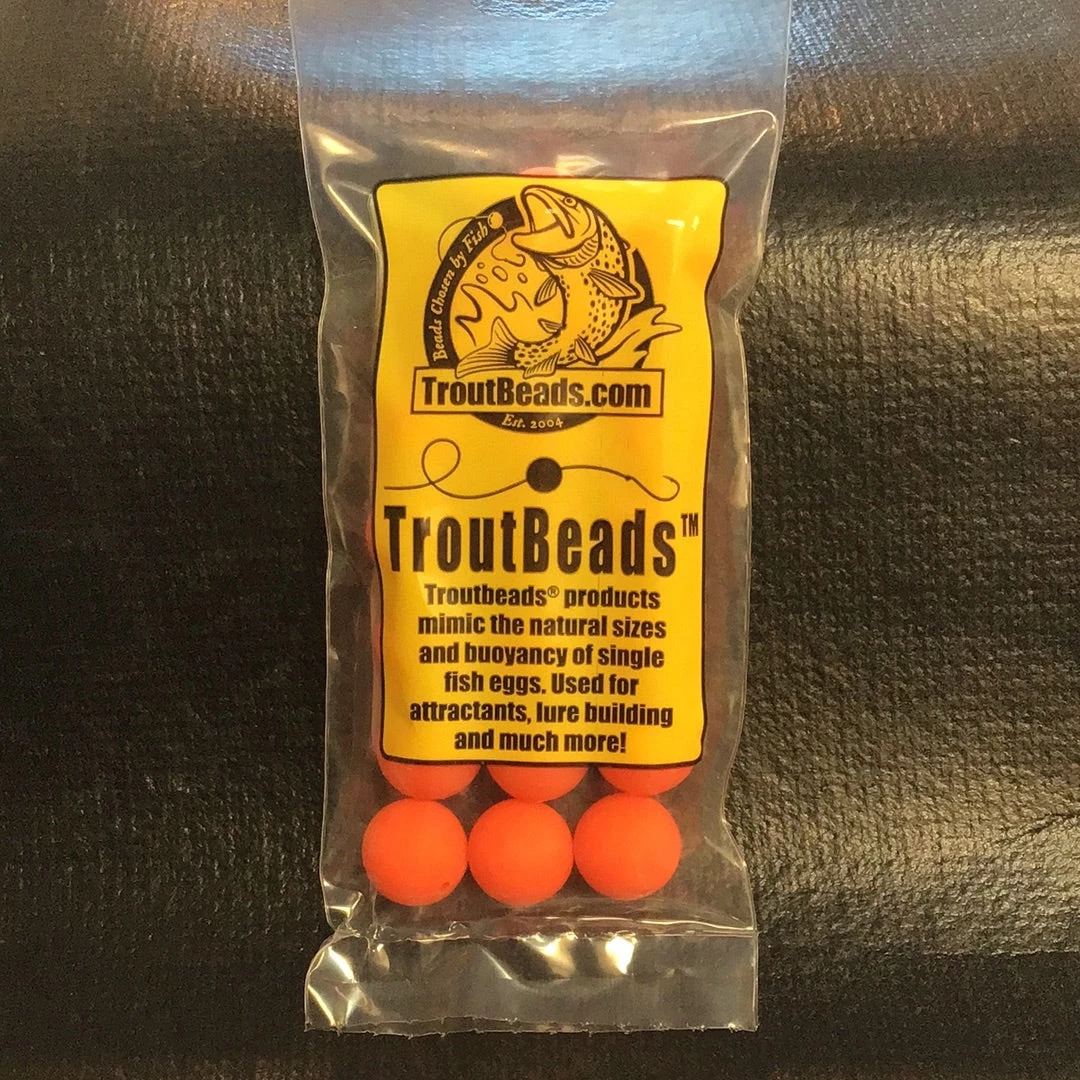 Beads Chosen by Fish
TroutBeads.com
Est. 2004
TroutBeads™
Troutbeads® products
mimic the natural sizes
and buoyancy of single
fish eggs. Used for
attractants, lure building
and much more!